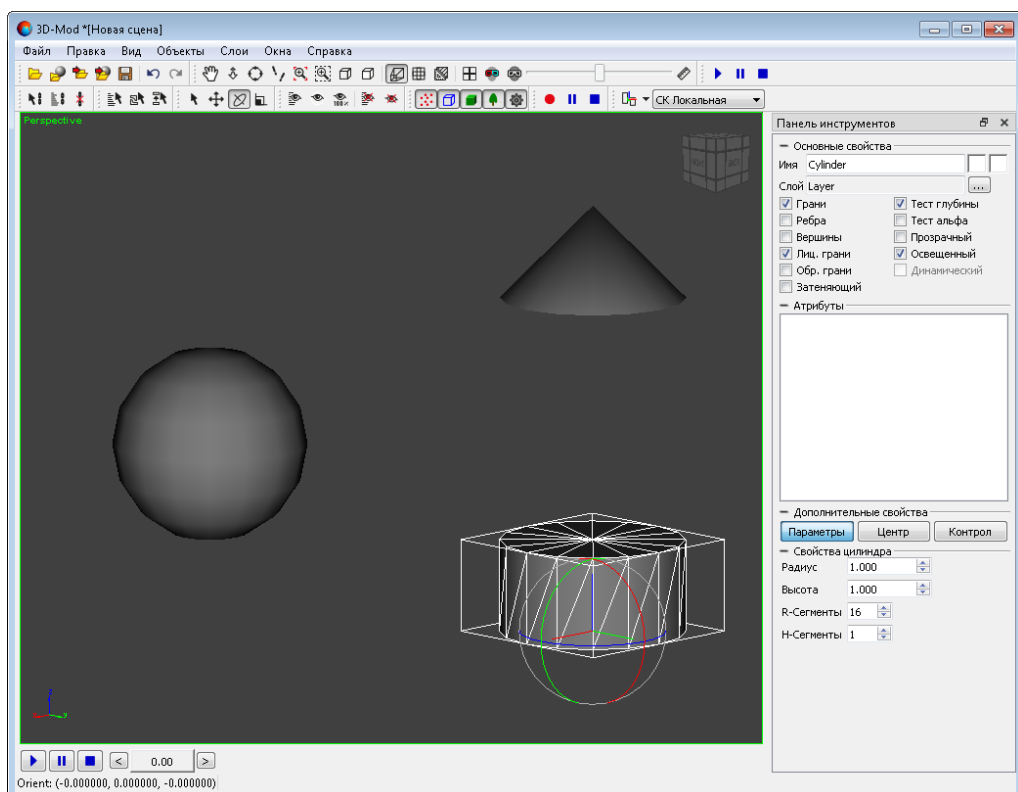 3D-Mod *[Новая сцена]
Файл Правка Вид Объекты Слои Окна Справка
100%
СК Локальная
Perspective
Панель инструментов
Основные свойства
Имя Cylinder
Слой Layer ...
Грани Тест глубины
Ребра Тест альфа
Вершины Прозрачный
Лиц. грани Освещенный
Обр. грани Динамический
Затеняющий
Атрибуты
Дополнительные свойства
Параметры Центр Контрол
Свойства цилиндра
Радиус 1.000
Высота 1.000
R-Сегменты 16
H-Сегменты 1
z
y
< 0.00 >
Orient: (-0.000000, 0.000000, -0.000000)